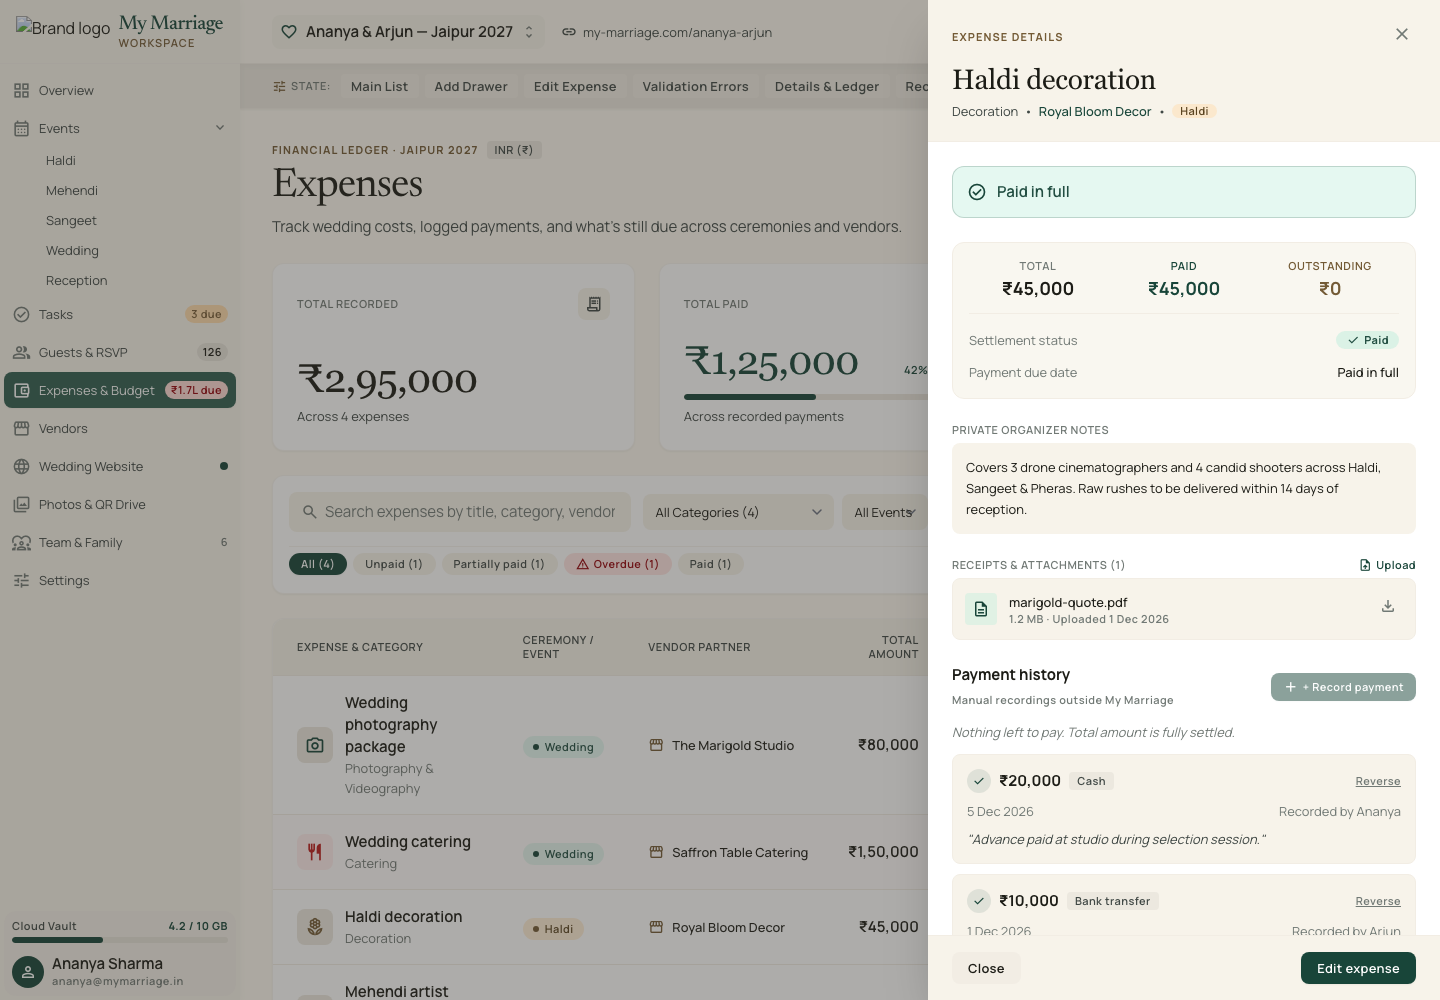 Brand logo
My Marriage
WORKSPACE
Overview
Events
Haldi
Mehendi
Sangeet
Wedding
Reception
Tasks
3 due
Guests & RSVP
126
Expenses & Budget
₹1.7L due
Vendors
Wedding Website
Photos & QR Drive
Team & Family
6
Settings
Cloud Vault
4.2 / 10 GB
Ananya Sharma
ananya@mymarriage.in
Ananya & Arjun — Jaipur 2027
my-marriage.com/ananya-arjun
STATE:
Main List
Add Drawer
Edit Expense
Validation Errors
Details & Ledger
FINANCIAL LEDGER · JAIPUR 2027
INR (₹)
Expenses
Track wedding costs, logged payments, and what's still due across ceremonies and vendors.
TOTAL RECORDED
₹2,95,000
Across 4 expenses
TOTAL PAID
₹1,25,000
42%
Across recorded payments
Search expenses by title, category, vendor
All Categories (4)
All Events
All (4)
Unpaid (1)
Partially paid (1)
Overdue (1)
Paid (1)
EXPENSE & CATEGORY
CEREMONY /
EVENT
VENDOR PARTNER
TOTAL
AMOUNT
Wedding
photography
package
Photography &
Videography
Wedding
The Marigold Studio
₹80,000
Wedding catering
Catering
Wedding
Saffron Table Catering
₹1,50,000
Haldi decoration
Decoration
Haldi
Royal Bloom Decor
₹45,000
Mehendi artist
EXPENSE DETAILS
Haldi decoration
Decoration • Royal Bloom Decor • Haldi
Paid in full
TOTAL
₹45,000
PAID
₹45,000
OUTSTANDING
₹0
Settlement status
Paid
Payment due date
Paid in full
PRIVATE ORGANIZER NOTES
Covers 3 drone cinematographers and 4 candid shooters across Haldi,
Sangeet & Pheras. Raw rushes to be delivered within 14 days of
reception.
RECEIPTS & ATTACHMENTS (1)
Upload
marigold-quote.pdf
1.2 MB · Uploaded 1 Dec 2026
Payment history
Manual recordings outside My Marriage
+ Record payment
Nothing left to pay. Total amount is fully settled.
₹20,000
Cash
Reverse
5 Dec 2026
Recorded by Ananya
"Advance paid at studio during selection session."
₹10,000
Bank transfer
Reverse
1 Dec 2026
Recorded by Arjun
Close
Edit expense